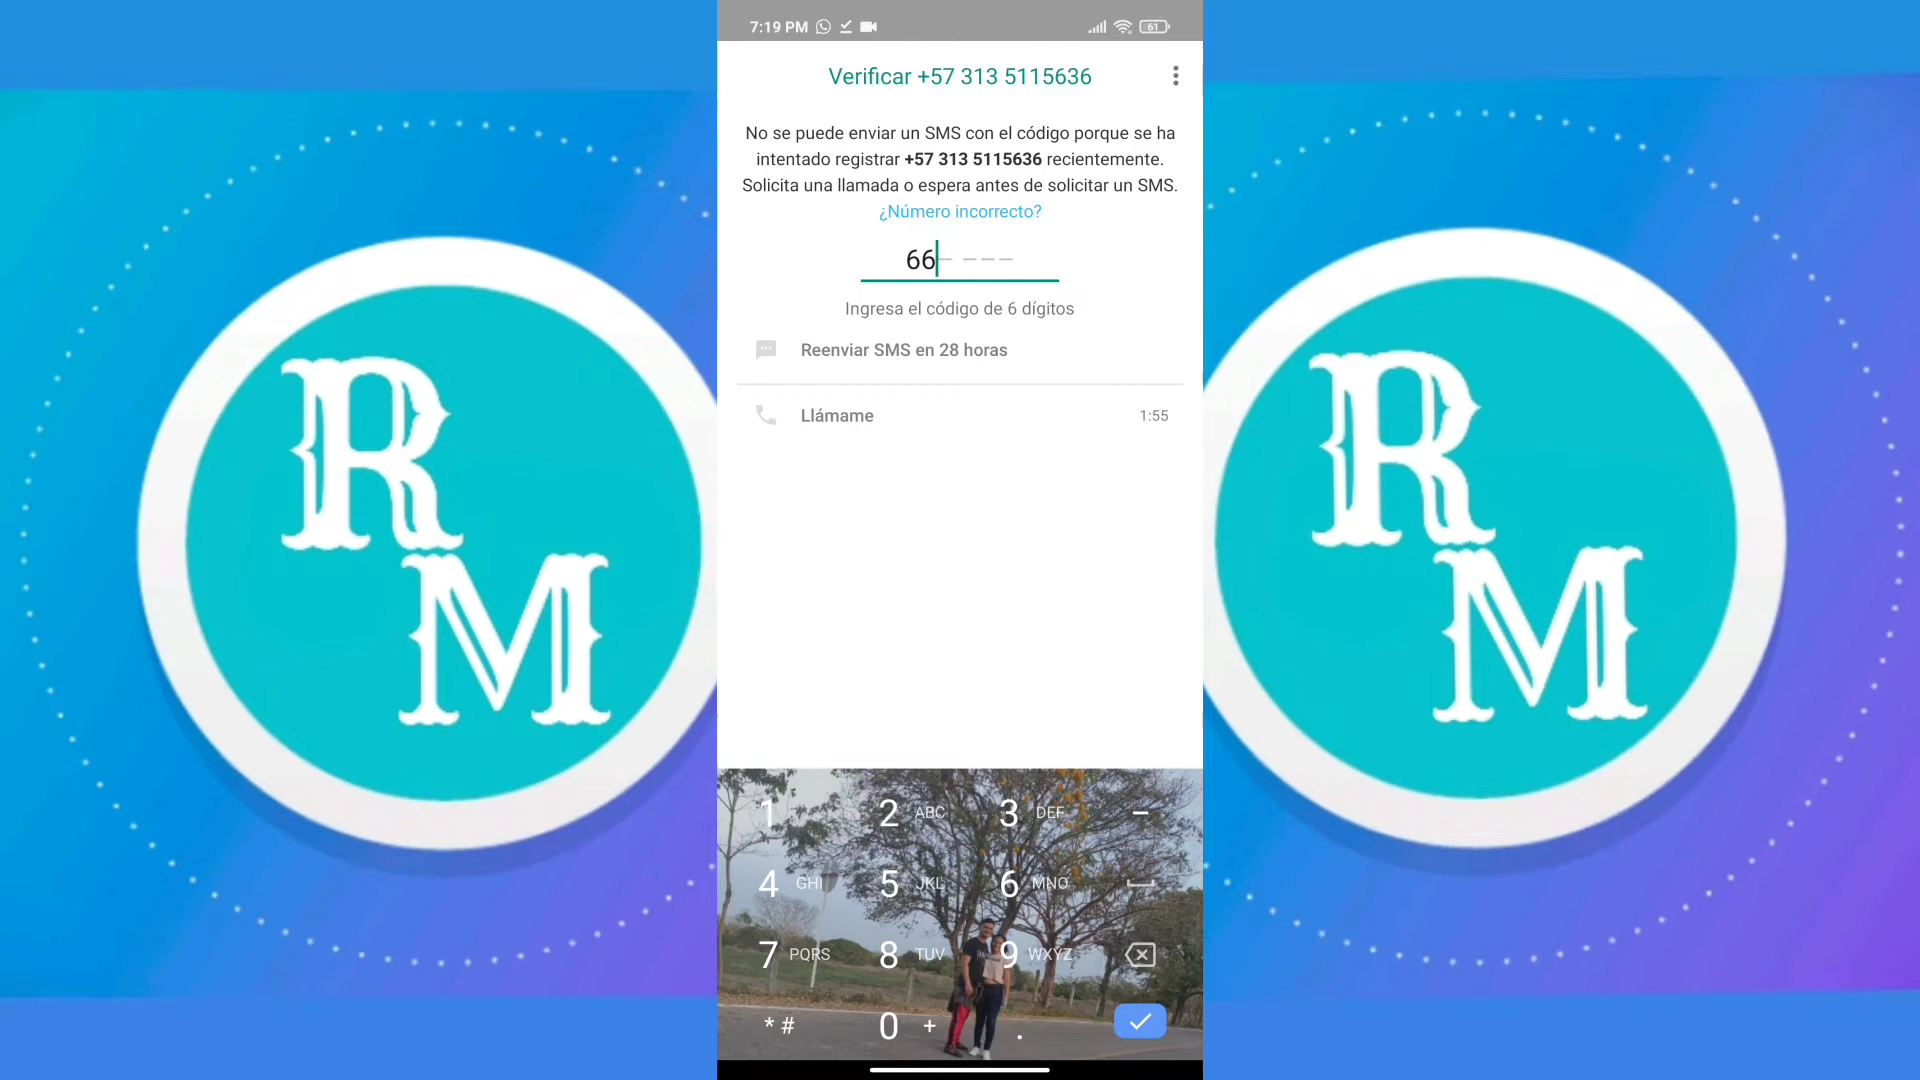 7:19 PM
61
Verificar +57 313 5115636
No se puede enviar un SMS con el código porque se ha
intentado registrar +57 313 5115636 recientemente.
Solicita una llamada o espera antes de solicitar un SMS.
¿Número incorrecto?
66
Ingresa el código de 6 dígitos
Reenviar SMS en 28 horas
Llámame 1:55
R
M
R
M
1 2 ABC 3 DEF –
4 GHI 5 JKL 6 MNO
7 PQRS 8 TUV 9 WXYZ
* # 0 + .